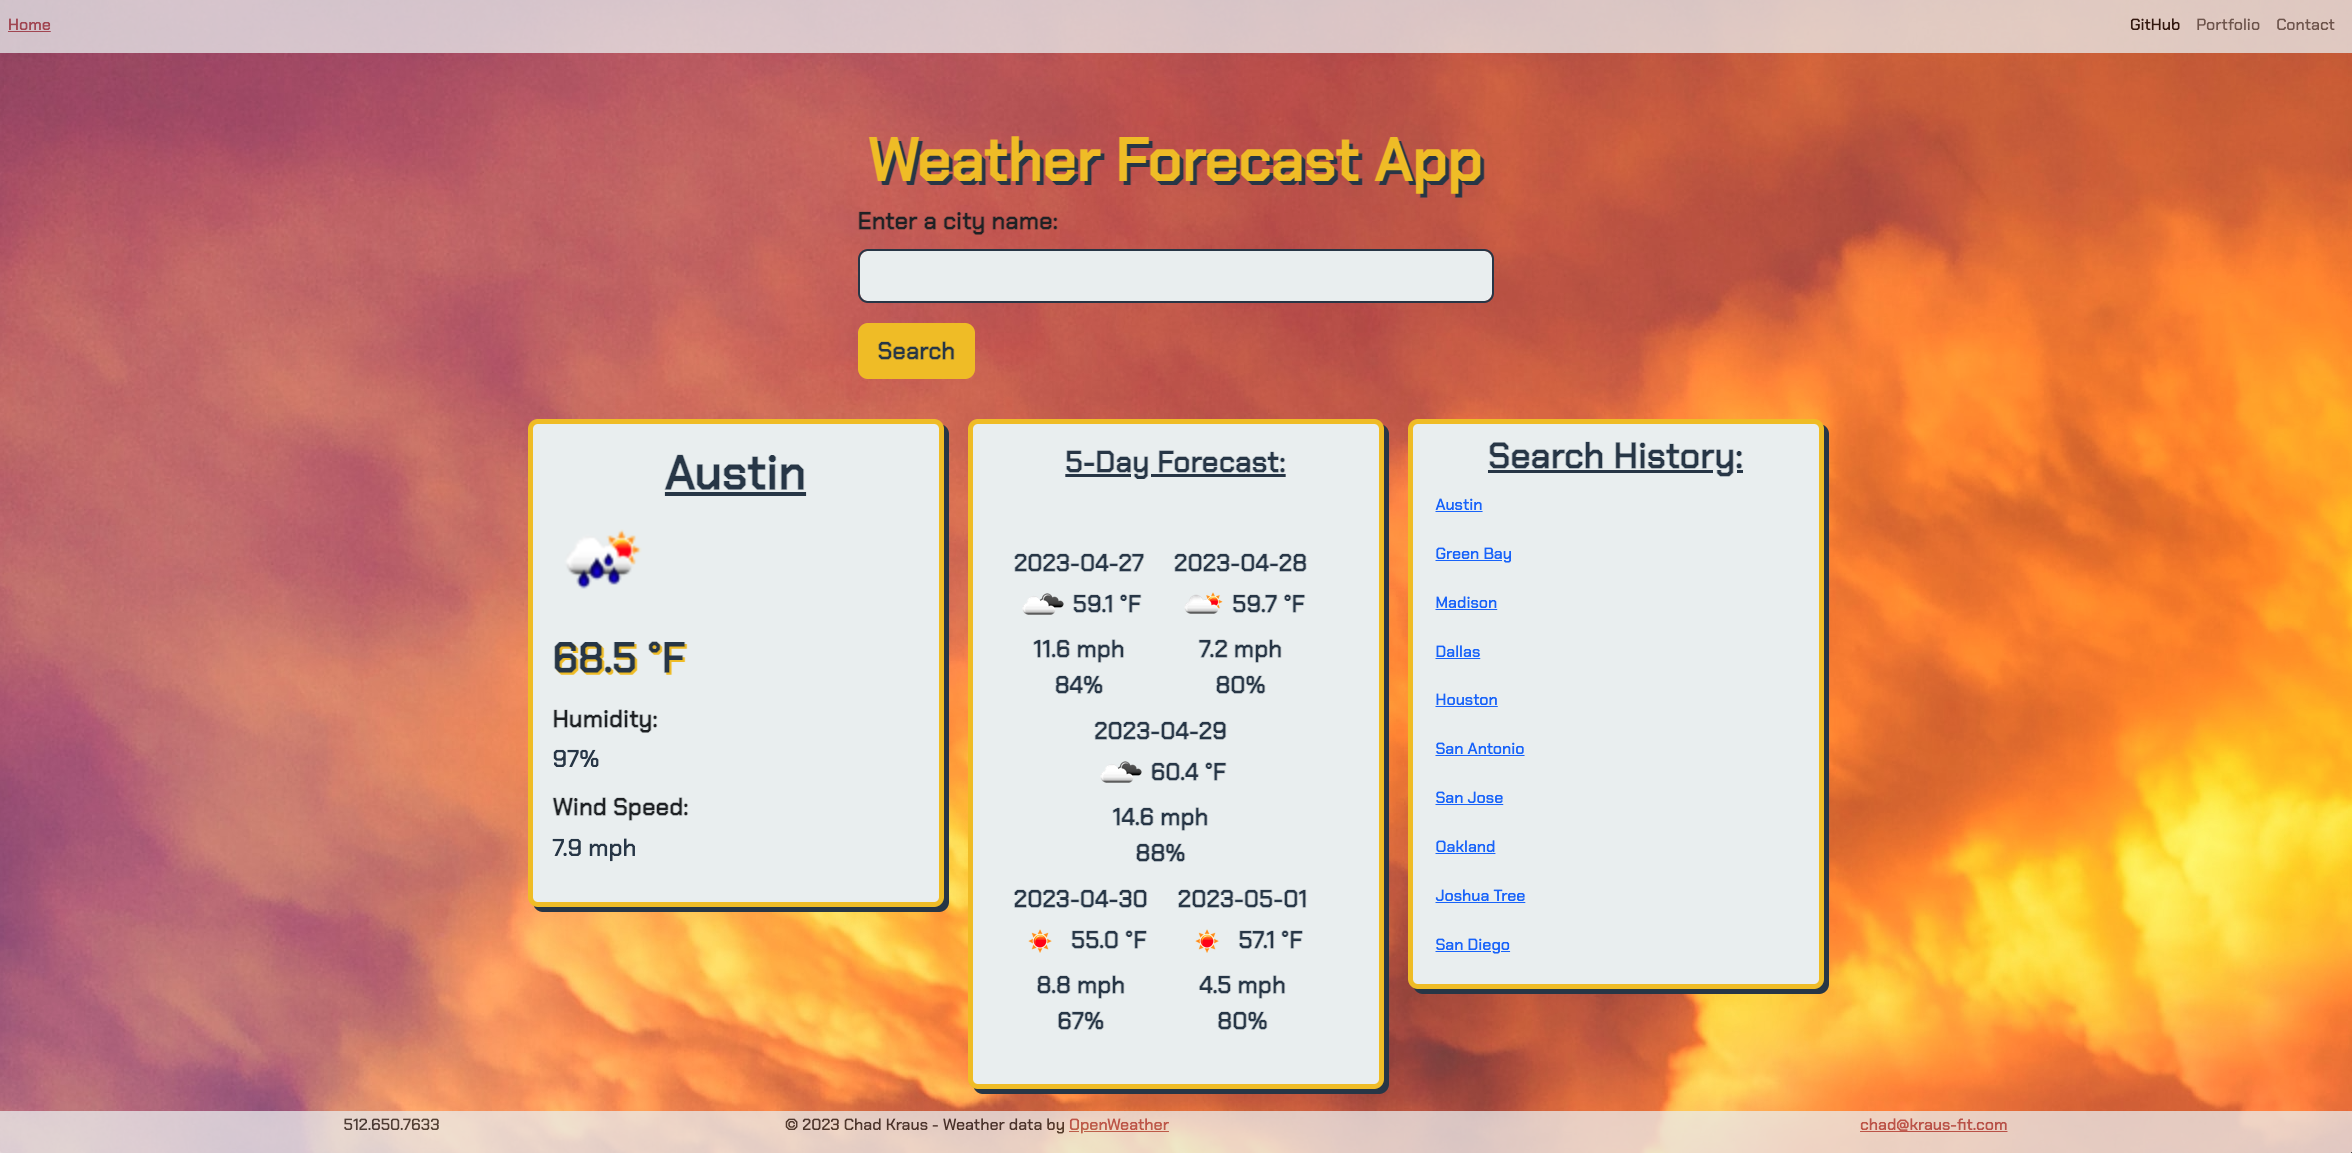 Home
GitHub Portfolio Contact
Weather Forecast App
Enter a city name:
Search
Austin
68.5 °F
Humidity:
97%
Wind Speed:
7.9 mph
5-Day Forecast:
2023-04-27
59.1 °F
11.6 mph
84%
2023-04-28
59.7 °F
7.2 mph
80%
2023-04-29
60.4 °F
14.6 mph
88%
2023-04-30
55.0 °F
8.8 mph
67%
2023-05-01
57.1 °F
4.5 mph
80%
Search History:
Austin
Green Bay
Madison
Dallas
Houston
San Antonio
San Jose
Oakland
Joshua Tree
San Diego
512.650.7633
© 2023 Chad Kraus - Weather data by OpenWeather
chad@kraus-fit.com